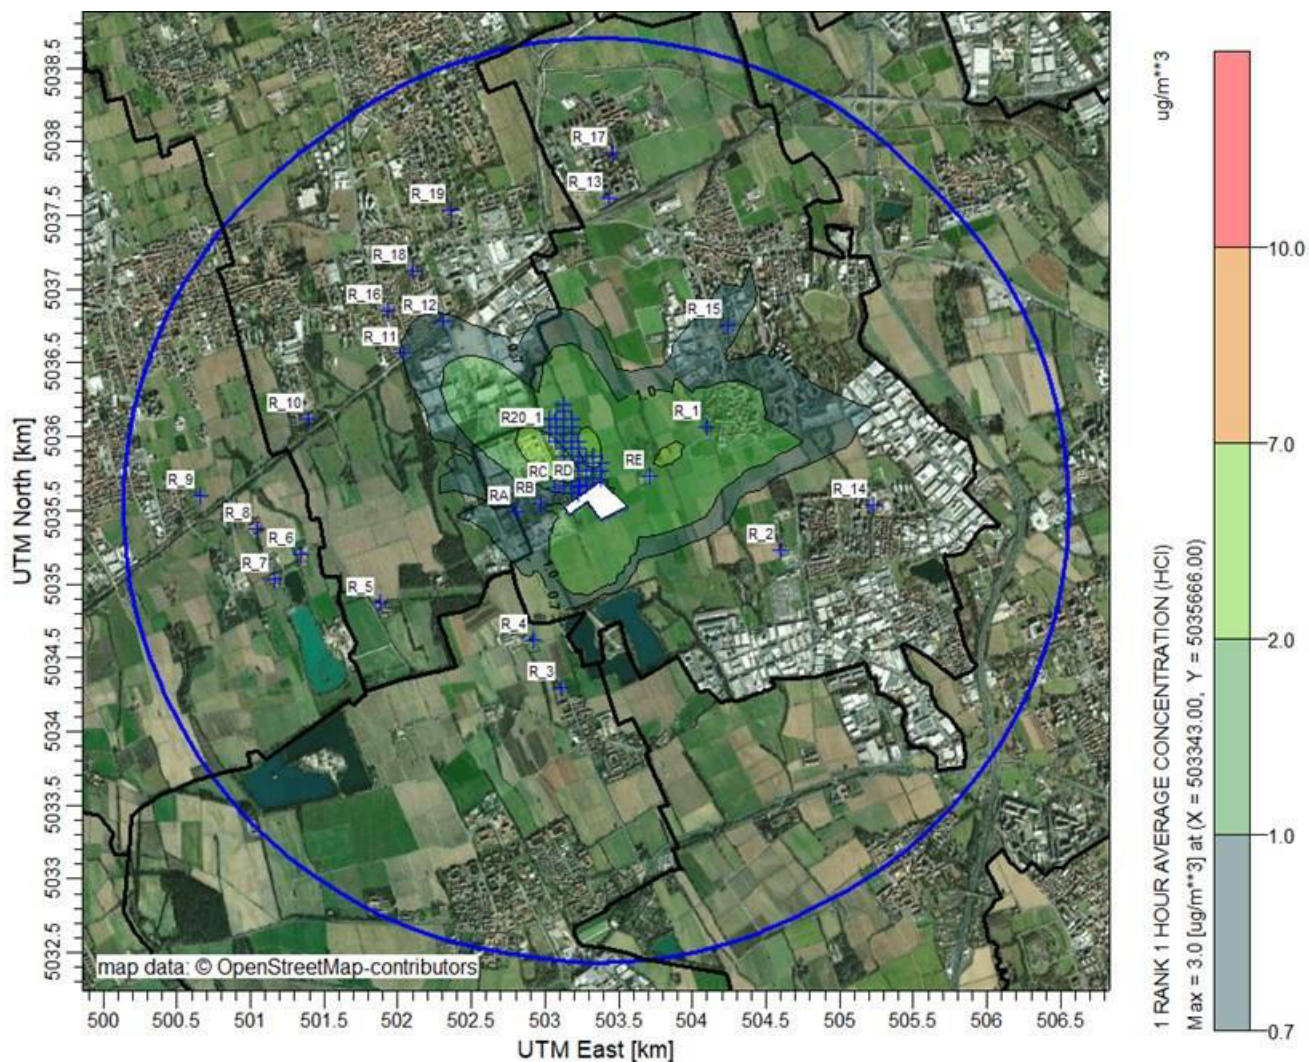 ug/m**3
5038.5
5038
5037.5
5037
5036.5
5036
5035.5
5035
5034.5
5034
5033.5
5033
5032.5
UTM North [km]
R_17
R_13
R_19
R_18
R_16
R_12
R_11
R_15
R_10
R20_1
R_1
1.0
RC
RD
RE
RA
RB
R_9
R_8
R_6
R_7
R_5
R_14
R_2
1.0
0.7
R_4
R_3
map data: © OpenStreetMap-contributors
500
500.5
501
501.5
502
502.5
503
503.5
504
504.5
505
505.5
506
506.5
UTM East [km]
1 RANK 1 HOUR AVERAGE CONCENTRATION (HCl)
Max = 3.0 [ug/m**3] at (X = 503343.00, Y = 5035666.00)
10.0
7.0
2.0
1.0
0.7